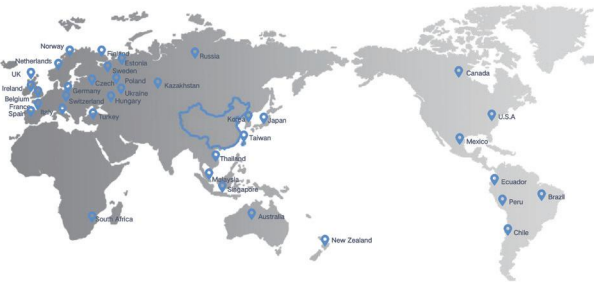 Norway
Finland
Russia
Netherlands
Estonia
Sweden
UK
Czech
Poland
Kazakhstan
Ireland
Germany
Ukraine
Belgium
Switzerland
Hungary
France
Spain
Italy
Turkey
Korea
Japan
Taiwan
Thailand
Malaysia
Singapore
South Africa
Australia
New Zealand
Canada
U.S.A
Mexico
Ecuador
Peru
Brazil
Chile